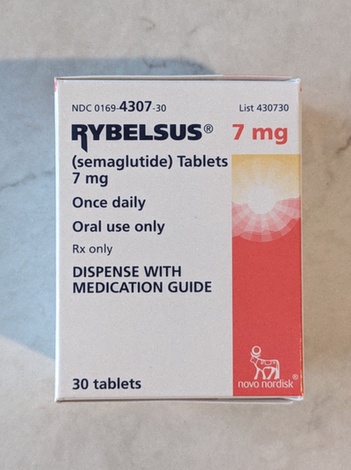 NDC 0169-4307-30 List 430730
RYBELSUS® 7 mg
(semaglutide) Tablets
7 mg
Once daily
Oral use only
Rx only
DISPENSE WITH
MEDICATION GUIDE
30 tablets
novo nordisk®